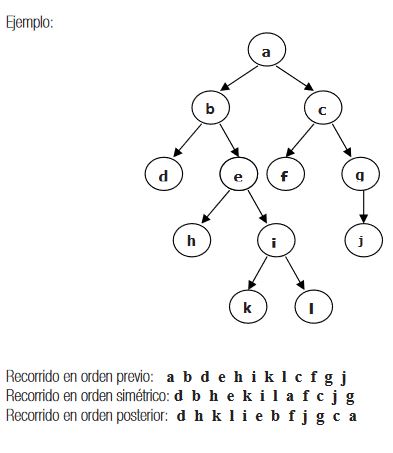 Ejemplo:
a
b c
d e f g
h i j
k l
Recorrido en orden previo: a b d e h i k l c f g j
Recorrido en orden simétrico: d b h e k i l a f c j g
Recorrido en orden posterior: d h k l i e b f j g c a